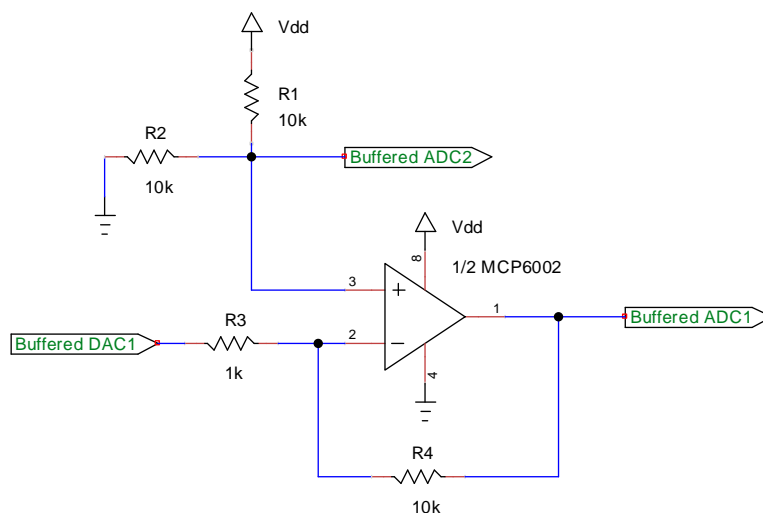 Vdd
R1
10k
R2
10k
Buffered ADC2
Vdd
8
1/2 MCP6002
3
+
1
Buffered ADC1
Buffered DAC1
R3
1k
2
−
4
R4
10k